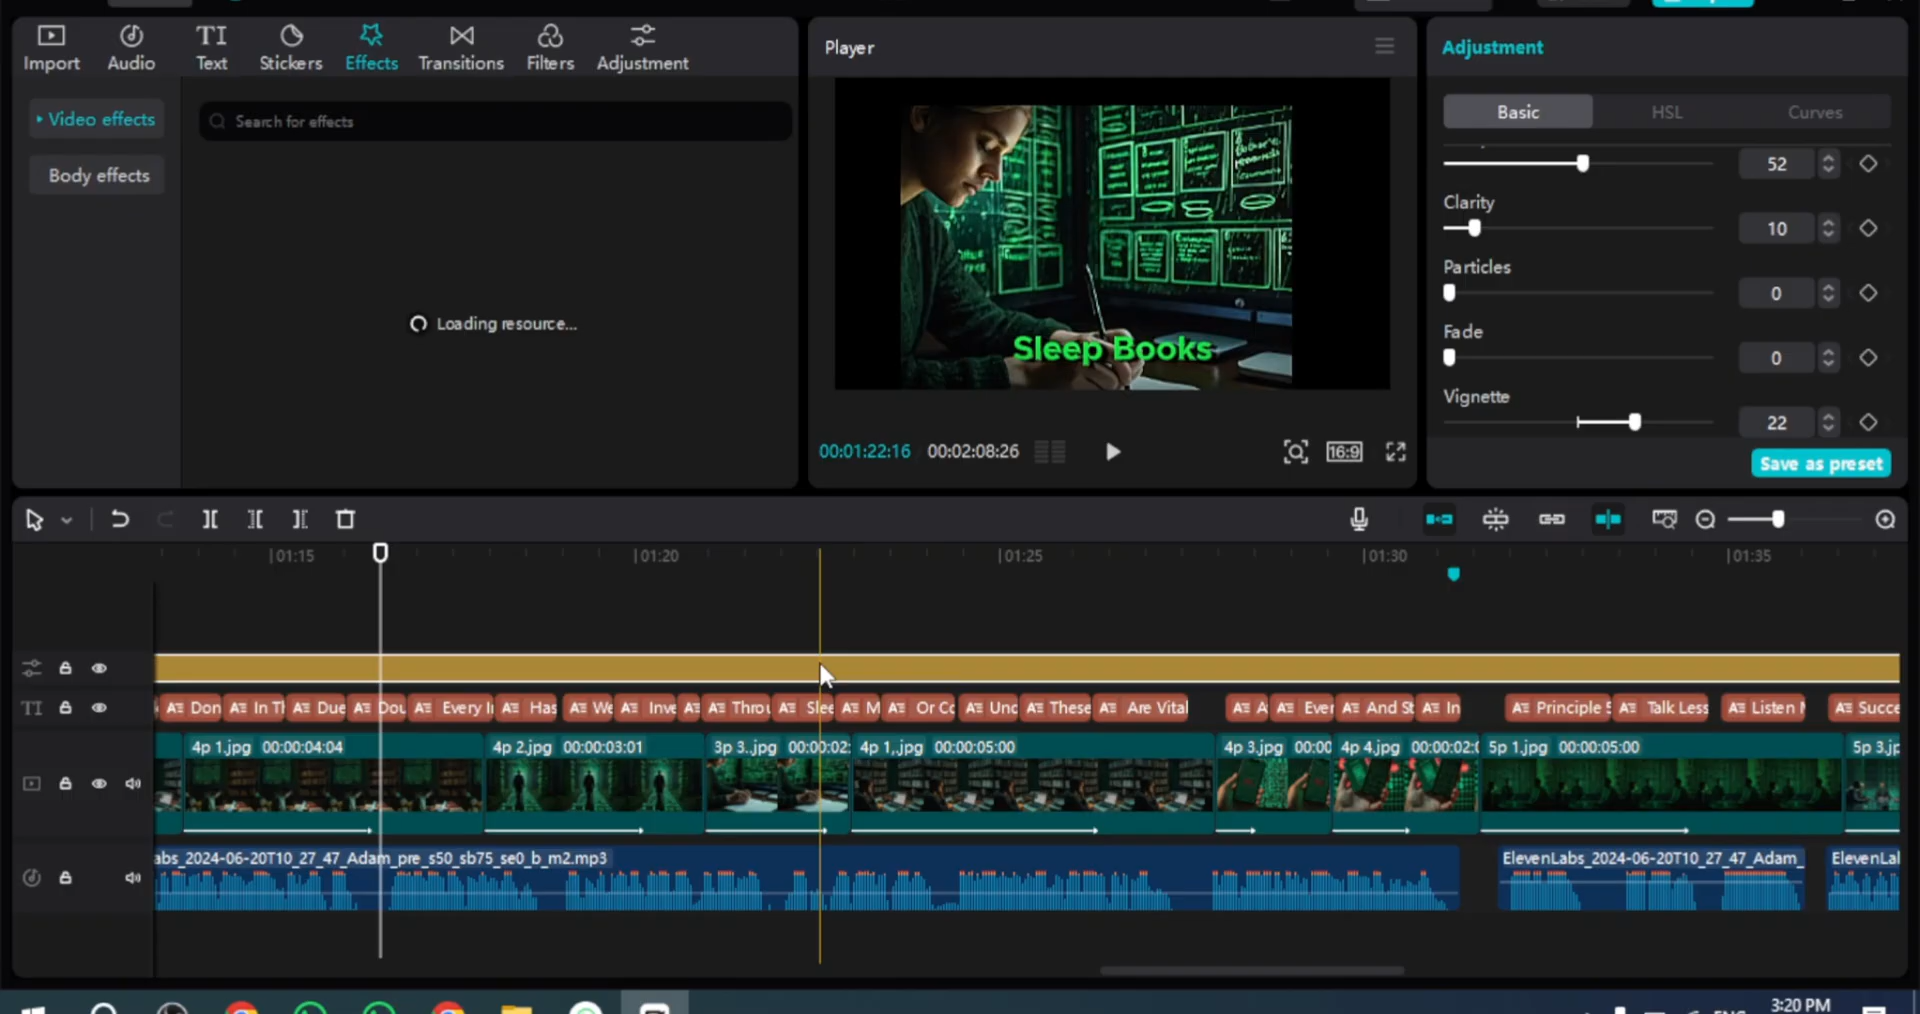 Import Audio Text Stickers Effects Transitions Filters Adjustment
Video effects
Body effects
Search for effects
Loading resource...
Player
Sleep Books
00:01:22:16 00:02:08:26
16:9
Adjustment
Basic HSL Curves
52
Clarity
10
Particles
0
Fade
0
Vignette
22
Save as preset
01:15 01:20 01:25 01:30 01:35
Don In Th Due Dou Every I Has We Inve Throu Slee M Or Co Unc These Are Vital A Ever And St In Principle 5 Talk Less Listen Succe
4p 1.jpg 00:00:04:04 4p 2.jpg 00:00:03:01 3p 3..jpg 00:00:02: 4p 1,.jpg 00:00:05:00 4p 3.jpg 00:00 4p 4.jpg 00:00:02:0 5p 1.jpg 00:00:05:00 5p 3.jp
abs_2024-06-20T10_27_47_Adam_pre_s50_sb75_se0_b_m2.mp3 ElevenLabs_2024-06-20T10_27_47_Adam_ ElevenLal
3:20 PM